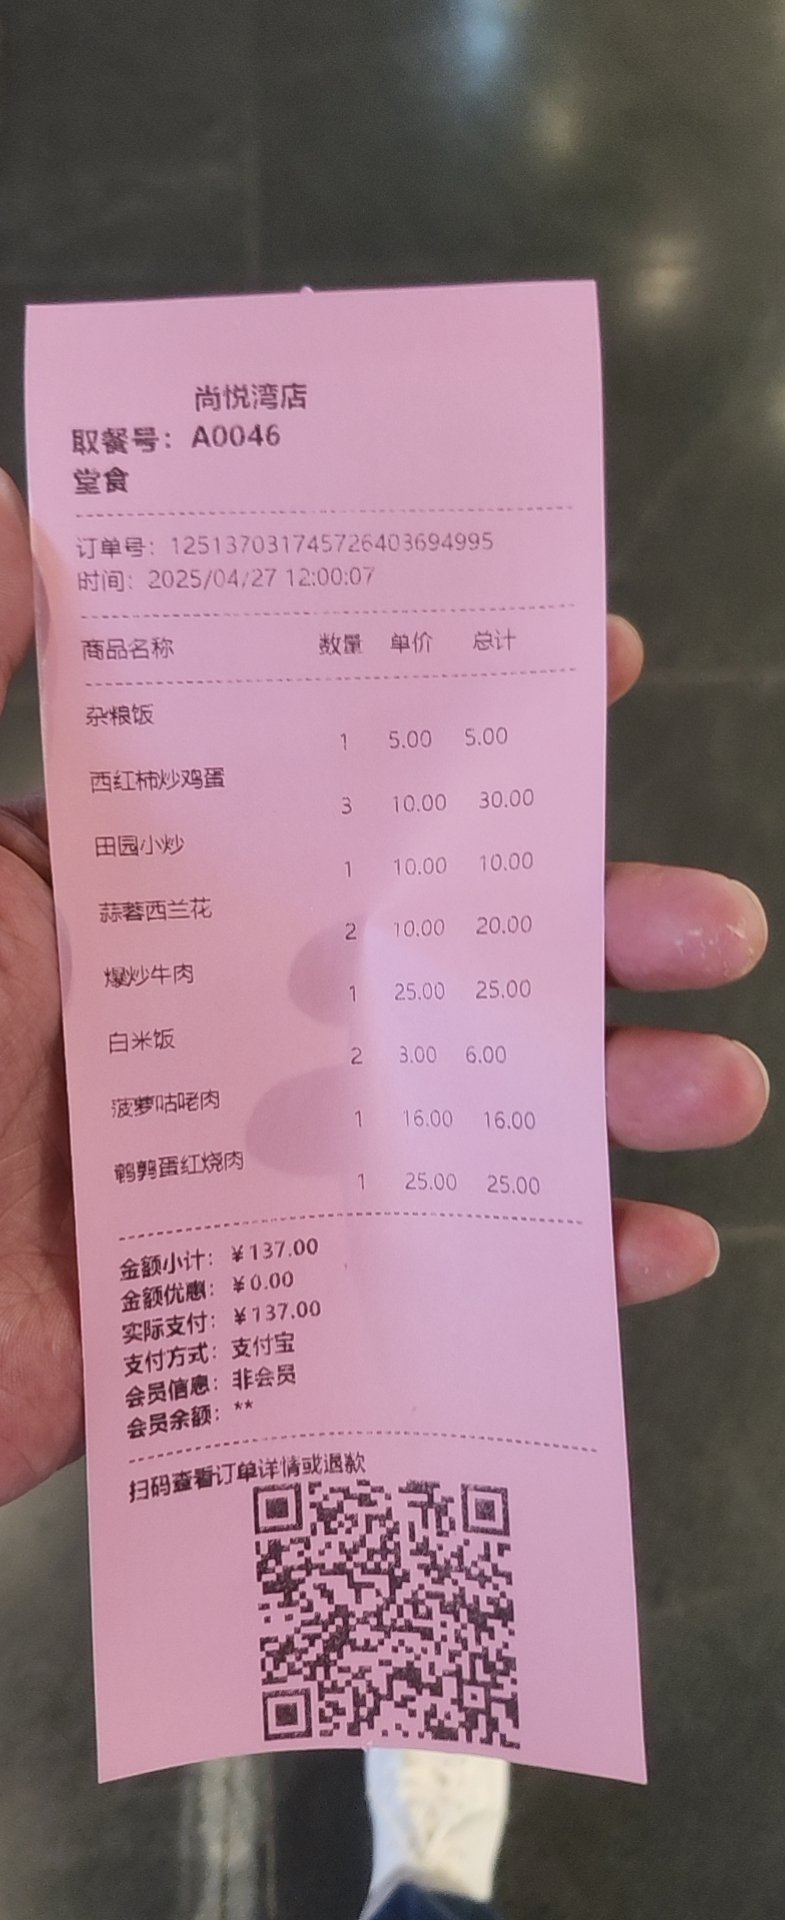 尚悦湾店
取餐号：A0046
堂食
订单号：1251370317457264036​94995
时间：2025/04/27 12:00:07
商品名称 数量 单价 总计
杂粮饭
1 5.00 5.00
西红柿炒鸡蛋
3 10.00 30.00
田园小炒
1 10.00 10.00
蒜蓉西兰花
2 10.00 20.00
爆炒牛肉
1 25.00 25.00
白米饭
2 3.00 6.00
菠萝咕咾肉
1 16.00 16.00
鹌鹑蛋红烧肉
1 25.00 25.00
金额小计：￥137.00
金额优惠：￥0.00
实际支付：￥137.00
支付方式：支付宝
会员信息：非会员
会员余额：**
扫码查看订单详情或退款